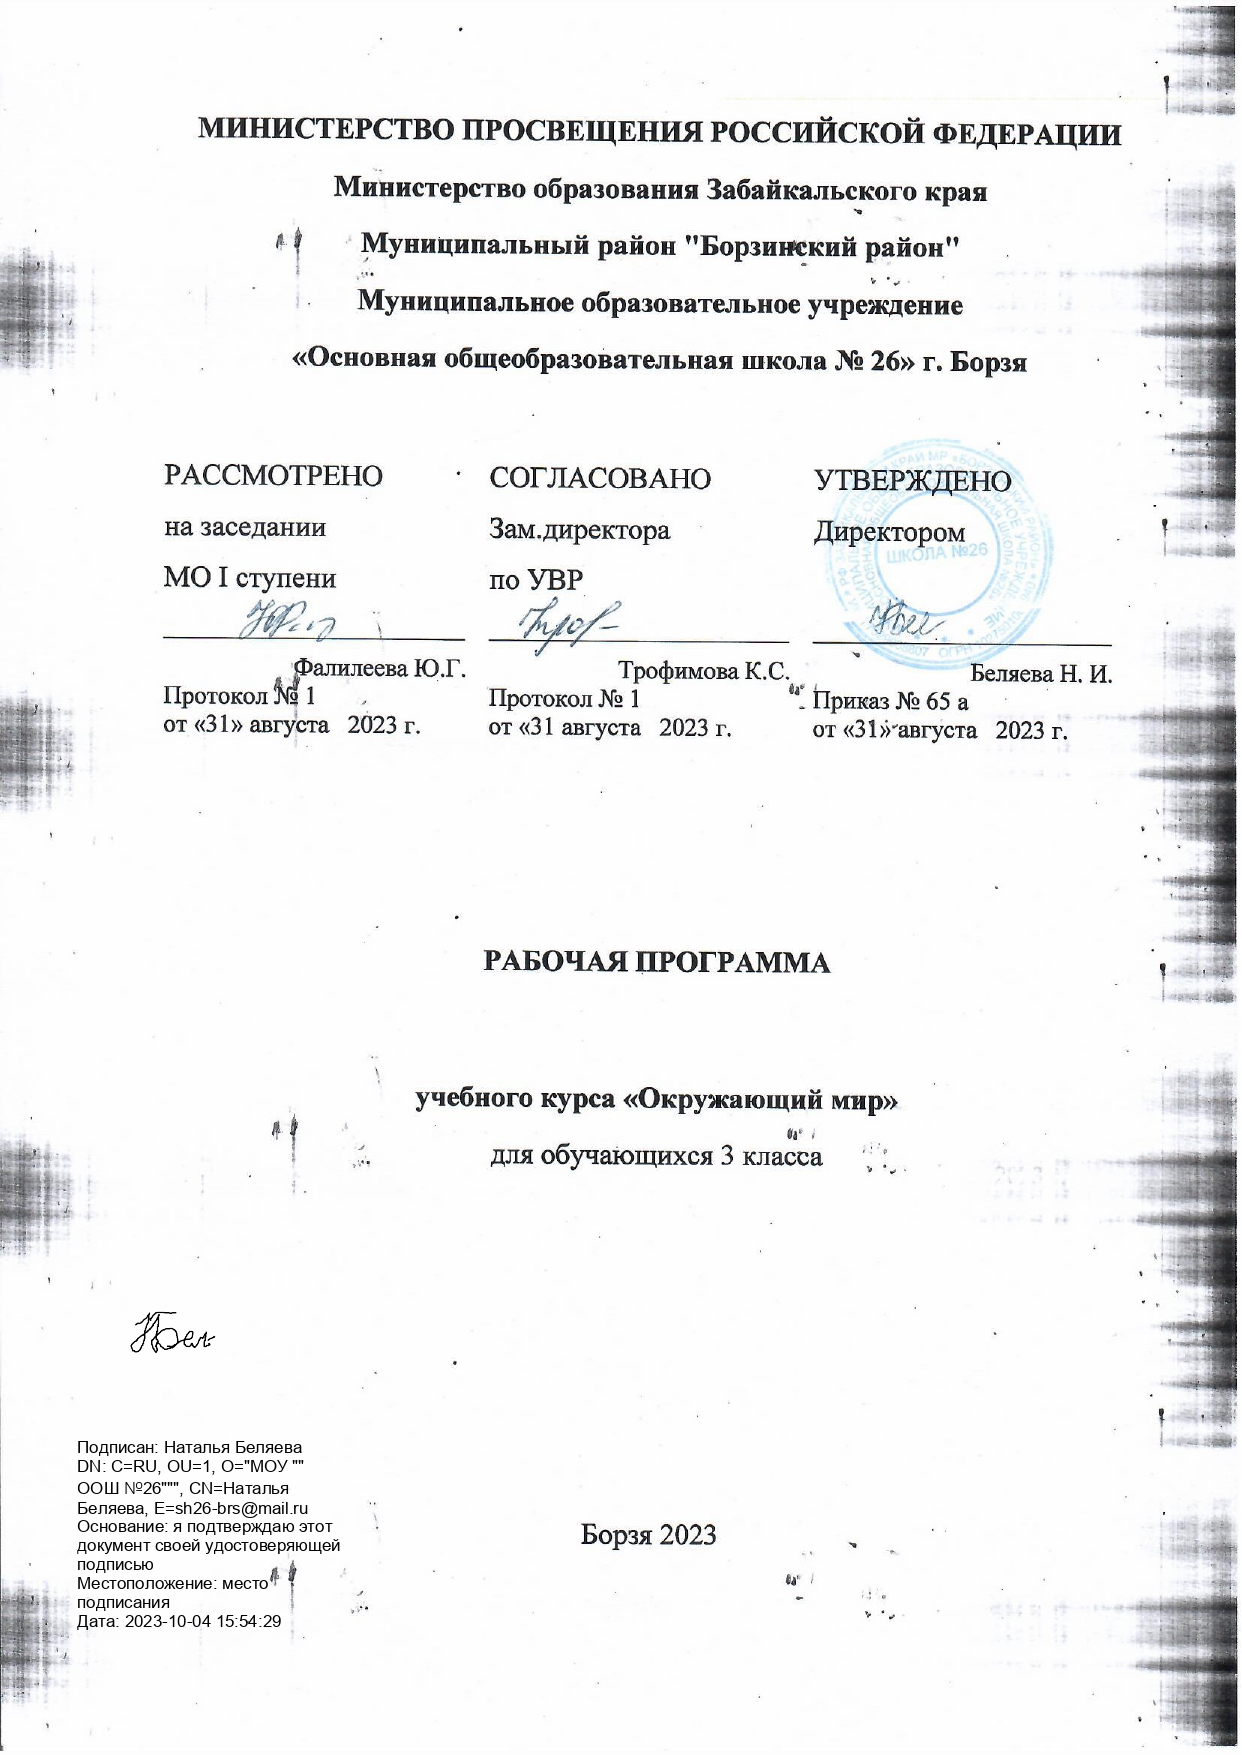 МИНИСТЕРСТВО ПРОСВЕЩЕНИЯ РОССИЙСКОЙ ФЕДЕРАЦИИ
Министерство образования Забайкальского края
Муниципальный район "Борзинский район"
Муниципальное образовательное учреждение
«Основная общеобразовательная школа № 26» г. Борзя
РАССМОТРЕНО
на заседании
МО I ступени
Фалилеева Ю.Г.
Протокол № 1
от «31» августа 2023 г.
СОГЛАСОВАНО
Зам.директора
по УВР
Трофимова К.С.
Протокол № 1
от «31 августа 2023 г.
УТВЕРЖДЕНО
Директором
ШКОЛА №26
Беляева Н. И.
Приказ № 65 а
от «31» августа 2023 г.
РАБОЧАЯ ПРОГРАММА
учебного курса «Окружающий мир»
для обучающихся 3 класса
Подписан: Наталья Беляева
DN: C=RU, OU=1, O="МОУ ""
ООШ №26""", CN=Наталья
Беляева, E=sh26-brs@mail.ru
Основание: я подтверждаю этот
документ своей удостоверяющей
подписью
Местоположение: место
подписания
Дата: 2023-10-04 15:54:29
Борзя 2023